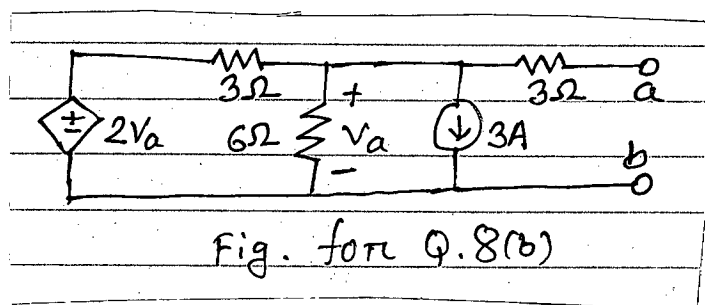 3Ω
3Ω
a
2Va
6Ω
+
Va
−
3A
b
Fig. for Q.8(b)